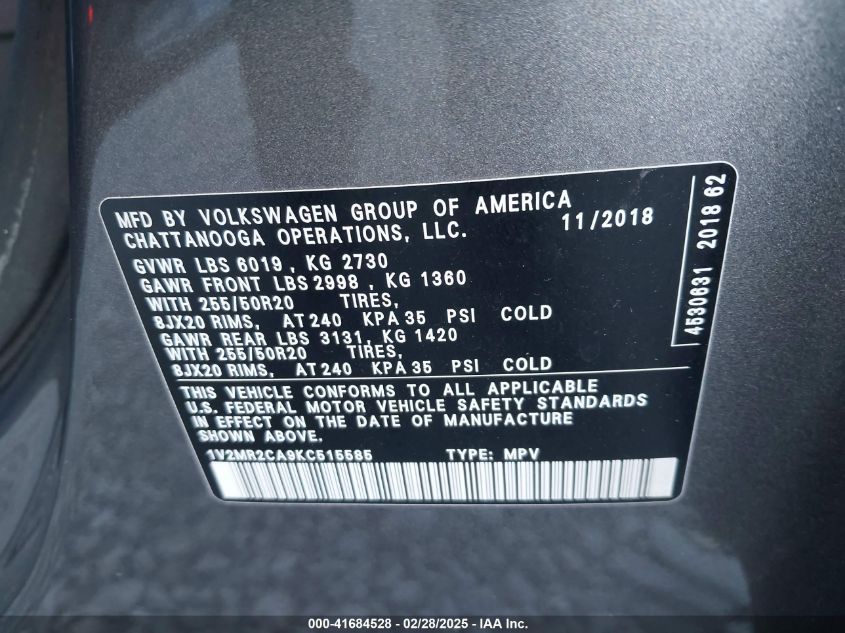 MFD BY VOLKSWAGEN GROUP OF AMERICA
CHATTANOOGA OPERATIONS, LLC. 11/2018
GVWR LBS 6019 , KG 2730
GAWR FRONT LBS 2998 , KG 1360
WITH 255/50R20 TIRES,
8JX20 RIMS, AT 240 KPA 35 PSI COLD
GAWR REAR LBS 3131, KG 1420
WITH 255/50R20 TIRES,
8JX20 RIMS, AT 240 KPA 35 PSI COLD
THIS VEHICLE CONFORMS TO ALL APPLICABLE
U.S. FEDERAL MOTOR VEHICLE SAFETY STANDARDS
IN EFFECT ON THE DATE OF MANUFACTURE
SHOWN ABOVE.
1V2MR2CA9KC515585 TYPE: MPV
4530631 2018 62
000-41684528 - 02/28/2025 - IAA Inc.